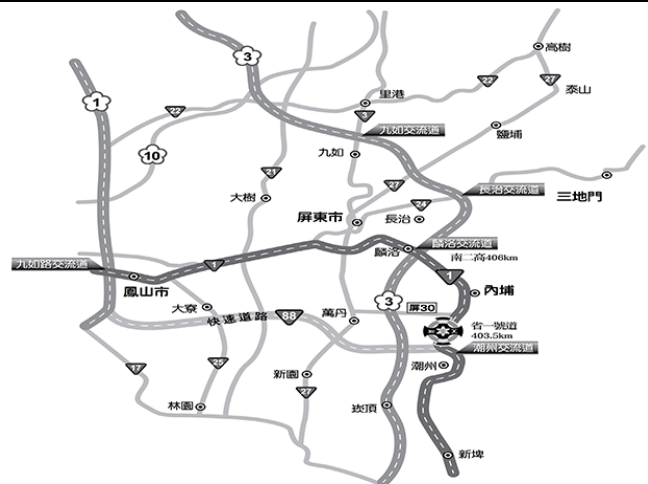 高樹
3
22
27
泰山
1
22
里港
3
九如交流道
鹽埔
10
九如
21
27
長治交流道
三地門
大樹
24
屏東市
長治
麟洛交流道
麟洛
南二高406km
九如路交流道
1
1
鳳山市
內埔
3
屏30
大寮
快速道路
88
萬丹
省一號道
403.5km
潮州交流道
潮州
17
25
新園
27
林園
崁頂
新埤